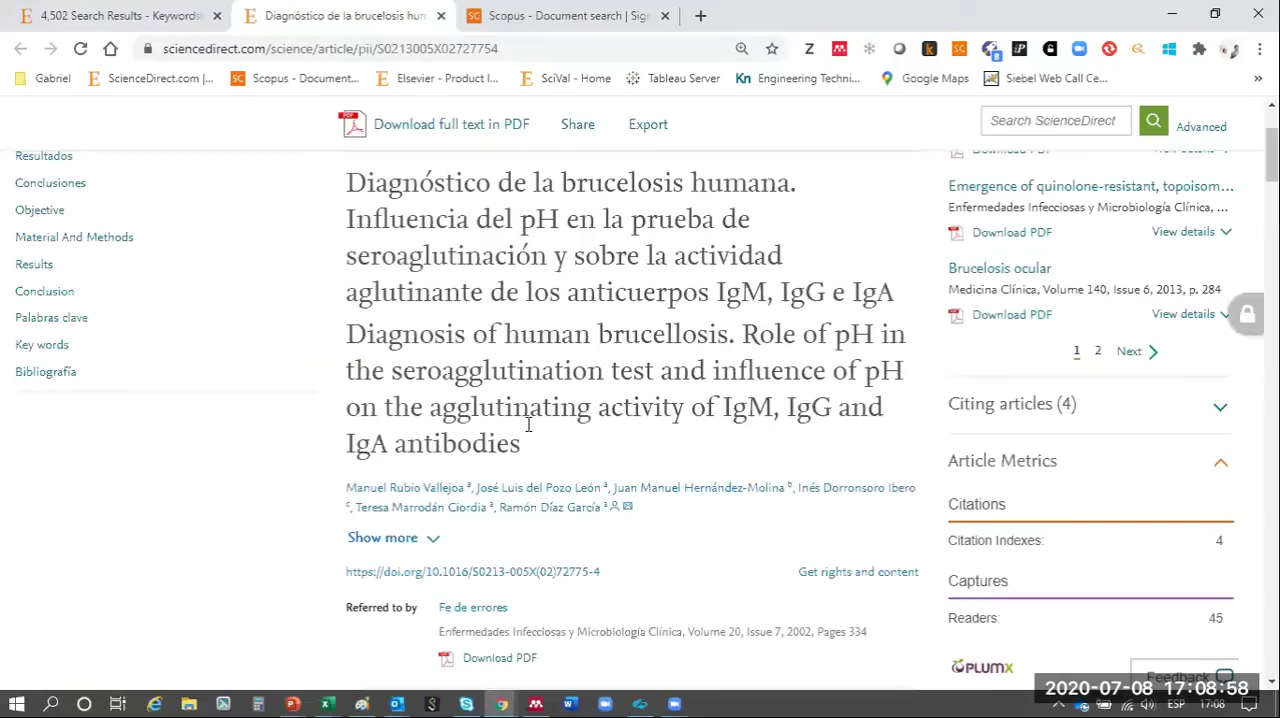 4,502 Search Results - Keywords
Diagnóstico de la brucelosis hum
Scopus - Document search | Sig
sciencedirect.com/science/article/pii/S0213005X02727754
Gabriel
ScienceDirect.com |...
Scopus - Document...
Elsevier - Product I...
SciVal - Home
Tableau Server
Engineering Techni...
Google Maps
Siebel Web Call Ce...
Download full text in PDF
Share
Export
Search ScienceDirect
Advanced
Resultados
Conclusiones
Objective
Material And Methods
Results
Conclusion
Palabras clave
Key words
Bibliografía
Diagnóstico de la brucelosis humana.
Influencia del pH en la prueba de
seroaglutinación y sobre la actividad
aglutinante de los anticuerpos IgM, IgG e IgA
Diagnosis of human brucellosis. Role of pH in
the seroagglutination test and influence of pH
on the agglutinating activity of IgM, IgG and
IgA antibodies
Manuel Rubio Vallejoa, José Luis del Pozo León a, Juan Manuel Hernández-Molina b, Inés Dorronsoro Ibero
c, Teresa Marrodán Ciordia a, Ramón Díaz García a
Show more
https://doi.org/10.1016/S0213-005X(02)72775-4
Get rights and content
Referred to by
Fe de errores
Enfermedades Infecciosas y Microbiología Clínica, Volume 20, Issue 7, 2002, Pages 334
Download PDF
Download PDF
View details
Emergence of quinolone-resistant, topoisom...
Enfermedades Infecciosas y Microbiología Clínica, ...
Download PDF
View details
Brucelosis ocular
Medicina Clínica, Volume 140, Issue 6, 2013, p. 284
Download PDF
View details
1 2 Next
Citing articles (4)
Article Metrics
Citations
Citation Indexes: 4
Captures
Readers: 45
PLUMX
Feedback
2020-07-08 17:08:58
ESP
17:08